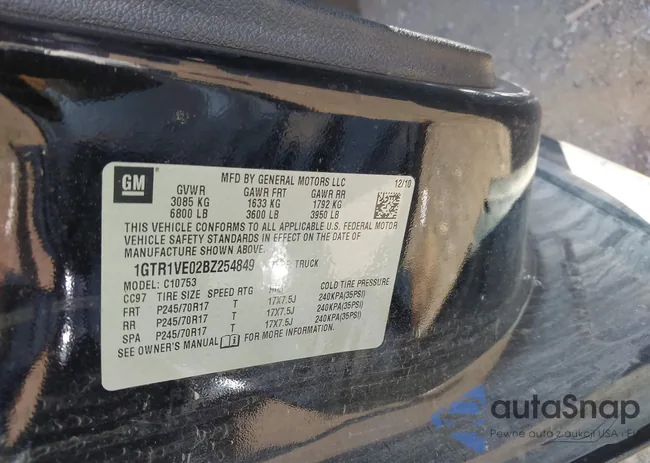 GM
MFD BY GENERAL MOTORS LLC
12/10
GVWR GAWR FRT GAWR RR
3085 KG 1633 KG 1792 KG
6800 LB 3600 LB 3950 LB
THIS VEHICLE CONFORMS TO ALL APPLICABLE U.S. FEDERAL MOTOR
VEHICLE SAFETY STANDARDS IN EFFECT ON THE DATE OF
MANUFACTURE SHOWN ABOVE.
1GTR1VE02BZ254849 TRUCK
MODEL: C10753
CC97 TIRE SIZE SPEED RTG COLD TIRE PRESSURE
FRT P245/70R17 T 17X7.5J 240KPA(35PSI)
RR P245/70R17 T 17X7.5J 240KPA(35PSI)
SPA P245/70R17 T 17X7.5J 240KPA(35PSI)
SEE OWNER'S MANUAL FOR MORE INFORMATION.
autoSnap
Pewne auto z aukcji USA i